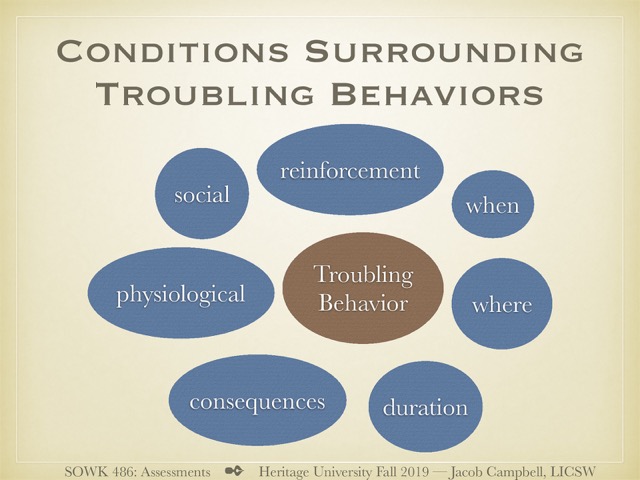 Conditions Surrounding
Troubling Behaviors
reinforcement
social
when
Troubling
Behavior
physiological
where
consequences
duration
SOWK 486: Assessments Heritage University Fall 2019 — Jacob Campbell, LICSW